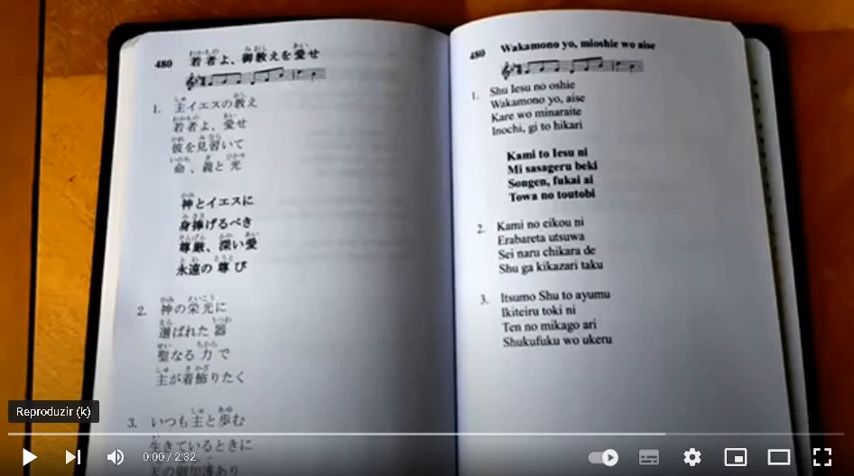 480 若者よ、御教えを愛せ
1. 主イエスの教え
若者よ、愛せ
彼を見習いて
命、義と光
神とイエスに
身捧げるべき
尊厳、深い愛
永遠の尊び
2. 神の栄光に
選ばれた器
聖なる力で
主が着飾りたく
3. いつも主と歩む
生きているときに
天の御加護あり
480 Wakamono yo, mioshie wo aise
1. Shu Iesu no oshie
Wakamono yo, aise
Kare wo minaraite
Inochi, gi to hikari
Kami to Iesu ni
Mi sasageru beki
Songen, fukai ai
Towa no toutobi
2. Kami no eikou ni
Erabareta utsuwa
Sei naru chikara de
Shu ga kikazari taku
3. Itsumo Shu to ayumu
Ikiteiru toki ni
Ten no mikago ari
Shukufuku wo ukeru
Reproduzir (k)
0:00 / 2:32